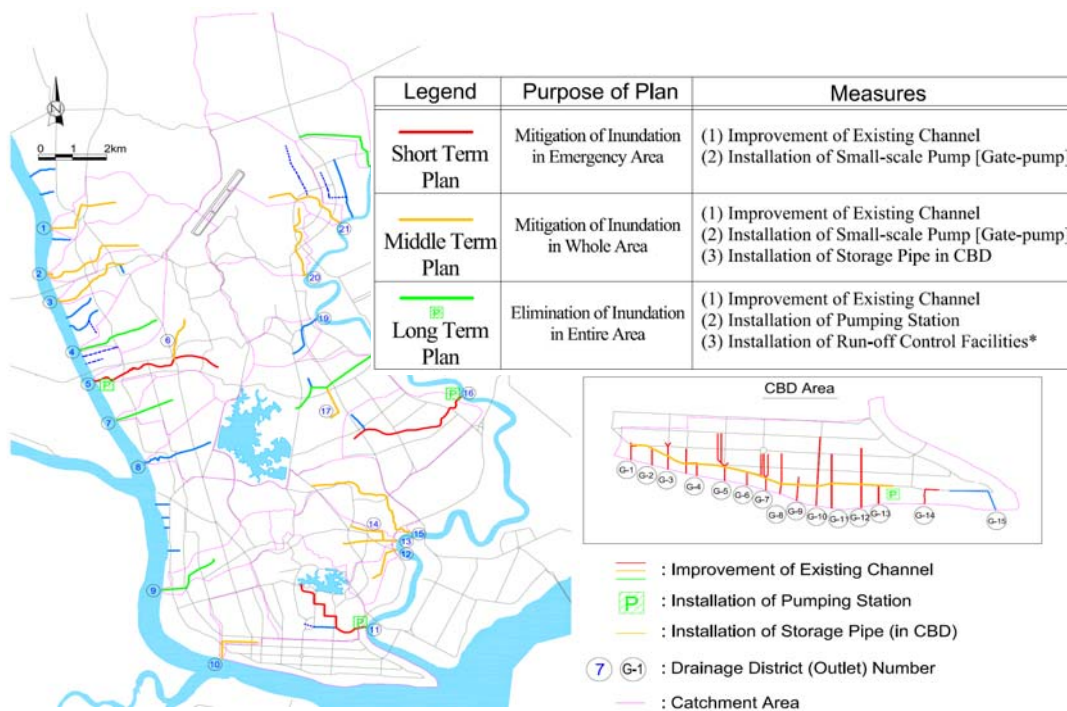 N
0 1 2km
Legend
Purpose of Plan
Measures
Short Term
Plan
Mitigation of Inundation
in Emergency Area
(1) Improvement of Existing Channel
(2) Installation of Small-scale Pump [Gate-pump]
Middle Term
Plan
Mitigation of Inundation
in Whole Area
(1) Improvement of Existing Channel
(2) Installation of Small-scale Pump [Gate-pump]
(3) Installation of Storage Pipe in CBD
P
Long Term
Plan
Elimination of Inundation
in Entire Area
(1) Improvement of Existing Channel
(2) Installation of Pumping Station
(3) Installation of Run-off Control Facilities*
1
2
3
4
5
P
6
7
8
9
10
11
P
12
13
14
15
16
P
17
19
20
21
CBD Area
G-1
G-2
G-3
G-4
G-5
G-6
G-7
G-8
G-9
G-10
G-11
G-12
G-13
P
G-14
G-15
: Improvement of Existing Channel
P : Installation of Pumping Station
: Installation of Storage Pipe (in CBD)
7 G-1 : Drainage District (Outlet) Number
: Catchment Area